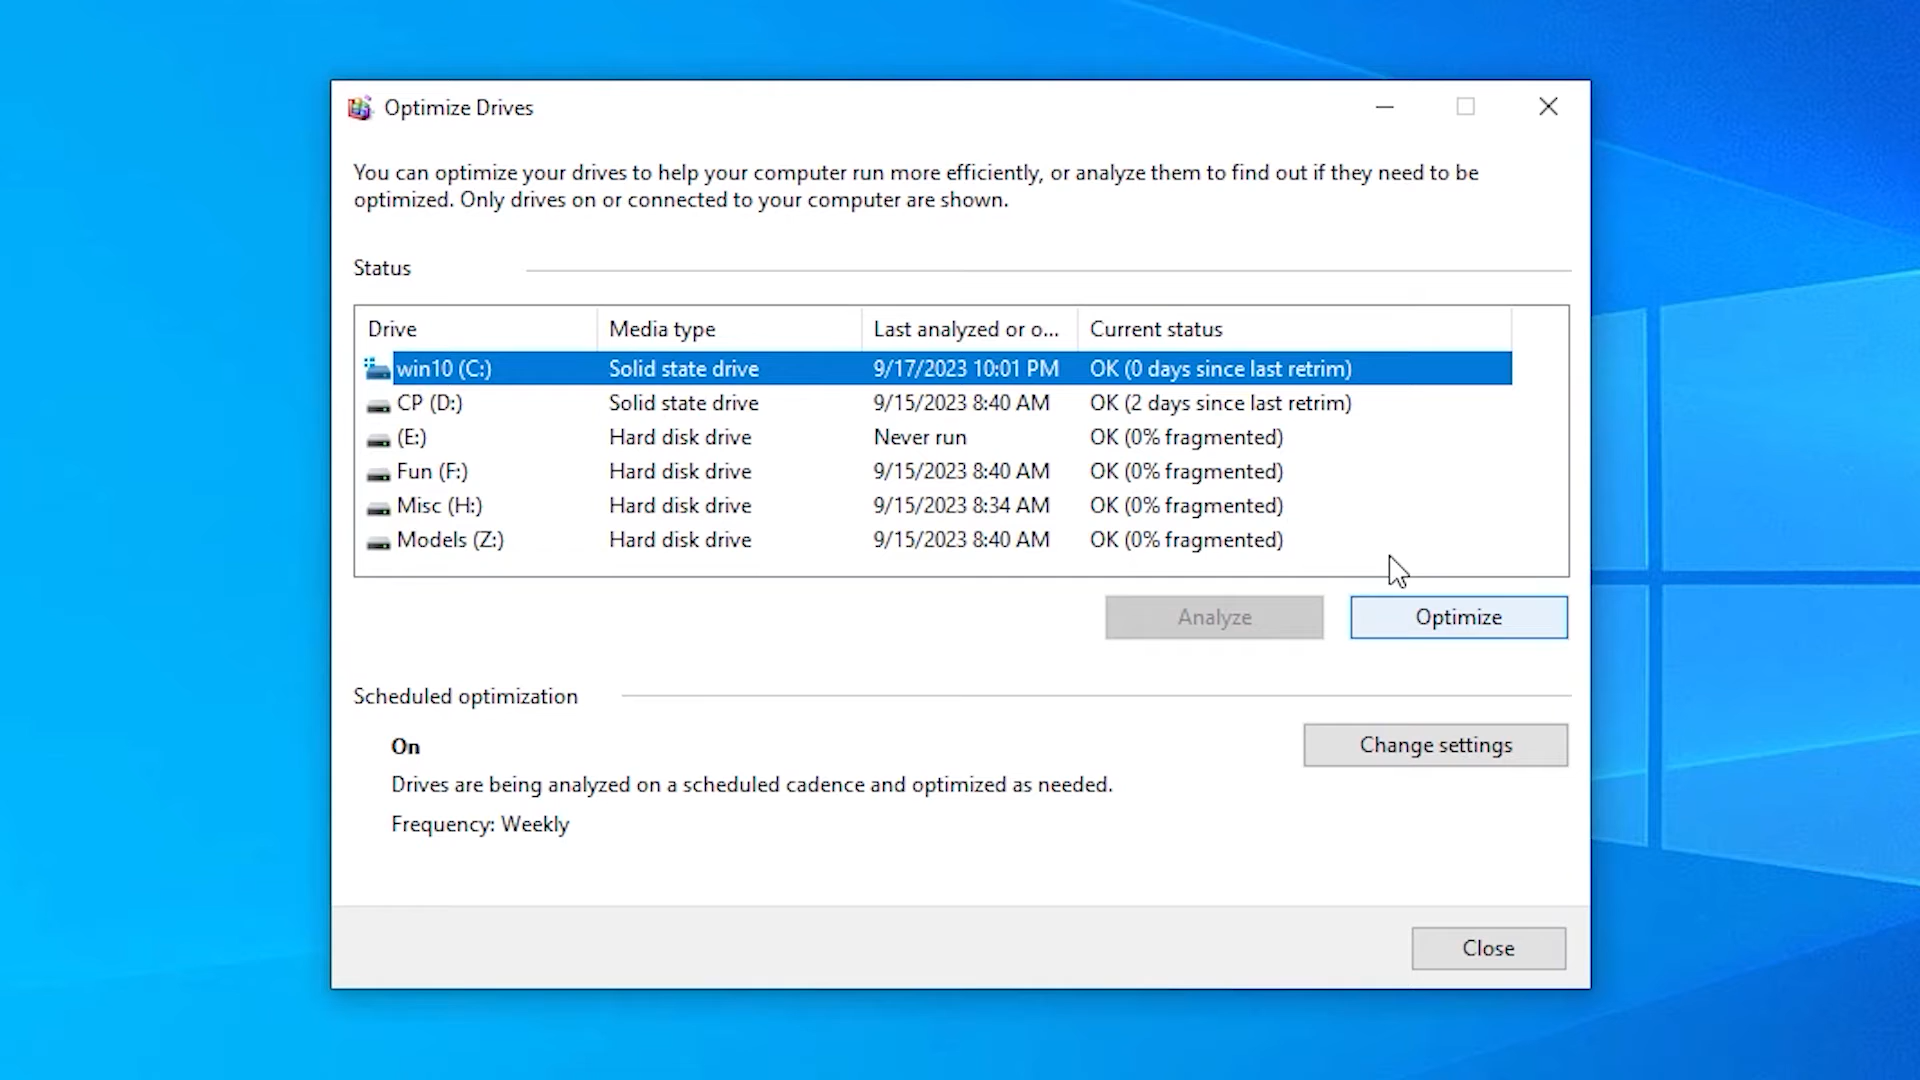 Optimize Drives
You can optimize your drives to help your computer run more efficiently, or analyze them to find out if they need to be
optimized. Only drives on or connected to your computer are shown.
Status
Drive Media type Last analyzed or o... Current status
win10 (C:) Solid state drive 9/17/2023 10:01 PM OK (0 days since last retrim)
CP (D:) Solid state drive 9/15/2023 8:40 AM OK (2 days since last retrim)
(E:) Hard disk drive Never run OK (0% fragmented)
Fun (F:) Hard disk drive 9/15/2023 8:40 AM OK (0% fragmented)
Misc (H:) Hard disk drive 9/15/2023 8:34 AM OK (0% fragmented)
Models (Z:) Hard disk drive 9/15/2023 8:40 AM OK (0% fragmented)
Analyze Optimize
Scheduled optimization
On Change settings
Drives are being analyzed on a scheduled cadence and optimized as needed.
Frequency: Weekly
Close